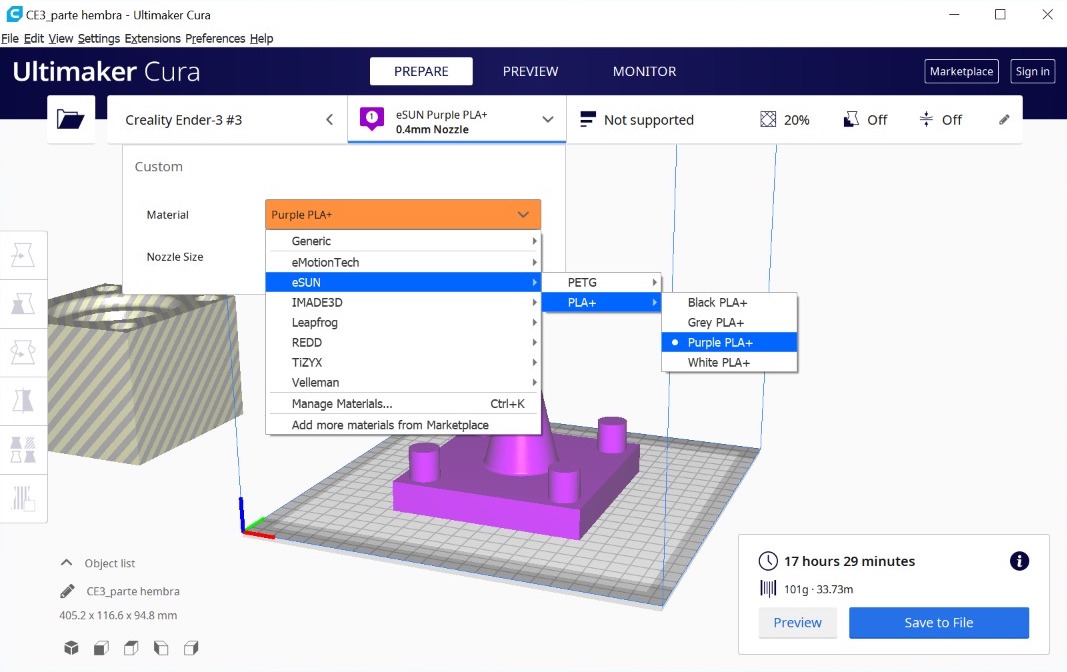 CE3_parte hembra - Ultimaker Cura
File Edit View Settings Extensions Preferences Help
Ultimaker Cura
PREPARE
PREVIEW
MONITOR
Marketplace
Sign in
Creality Ender-3 #3
1
eSUN Purple PLA+
0.4mm Nozzle
Not supported
20%
Off
Off
Custom
Material
Purple PLA+
Nozzle Size
Generic
eMotionTech
eSUN
IMADE3D
Leapfrog
REDD
TiZYX
Velleman
Manage Materials... Ctrl+K
Add more materials from Marketplace
PETG
PLA+
Black PLA+
Grey PLA+
Purple PLA+
White PLA+
Object list
CE3_parte hembra
405.2 x 116.6 x 94.8 mm
17 hours 29 minutes
101g · 33.73m
Preview
Save to File